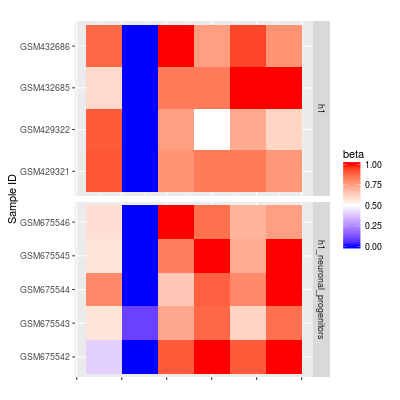 GSM432686
GSM432685
GSM429322
GSM429321
h1
GSM675546
GSM675545
GSM675544
GSM675543
GSM675542
h1_neuronal_progenitors
Sample ID
beta
1.00
0.75
0.50
0.25
0.00